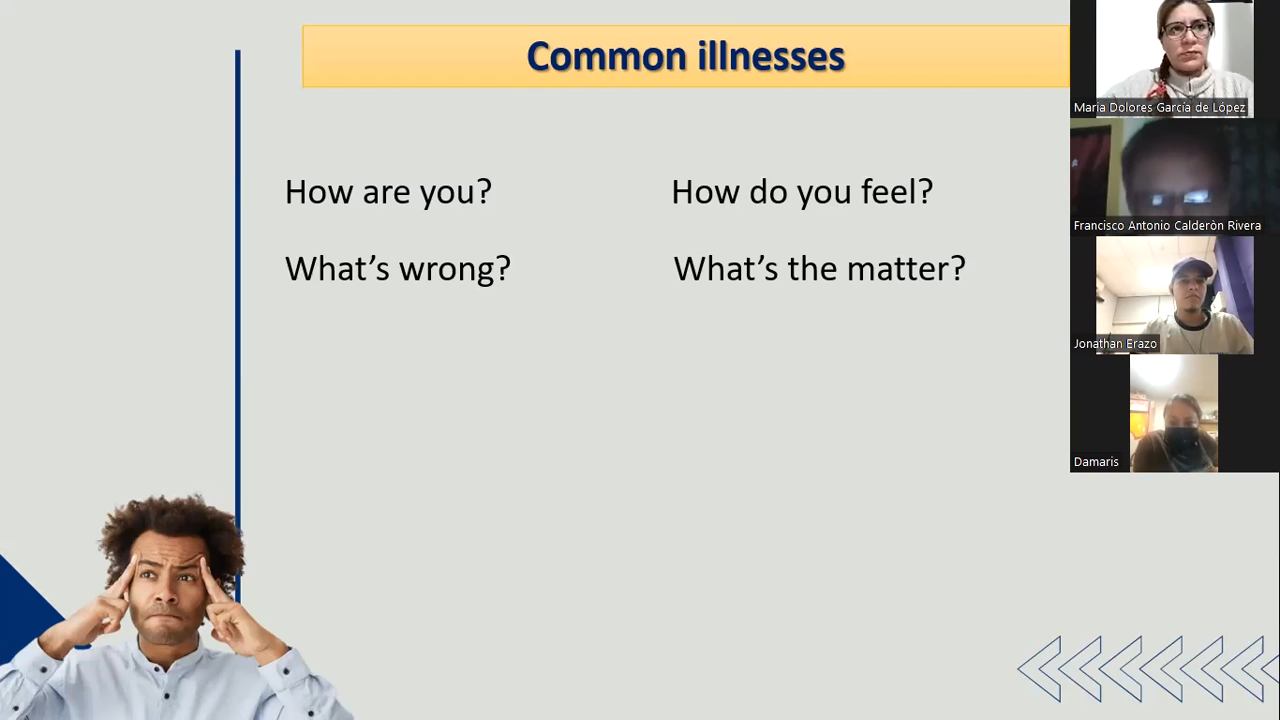 Common illnesses
How are you?
How do you feel?
What's wrong?
What's the matter?
Maria Dolores García de López
Francisco Antonio Calderòn Rivera
Jonathan Erazo
Damaris